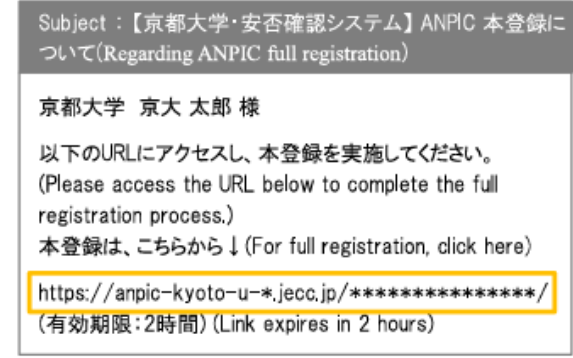 Subject：【京都大学・安否確認システム】 ANPIC 本登録に
ついて(Regarding ANPIC full registration)
京都大学 京大 太郎 様
以下のURLにアクセスし、本登録を実施してください。
(Please access the URL below to complete the full
registration process.)
本登録は、こちらから↓(For full registration, click here)
https://anpic-kyoto-u-*.jecc.jp/***************/
(有効期限：2時間) (Link expires in 2 hours)